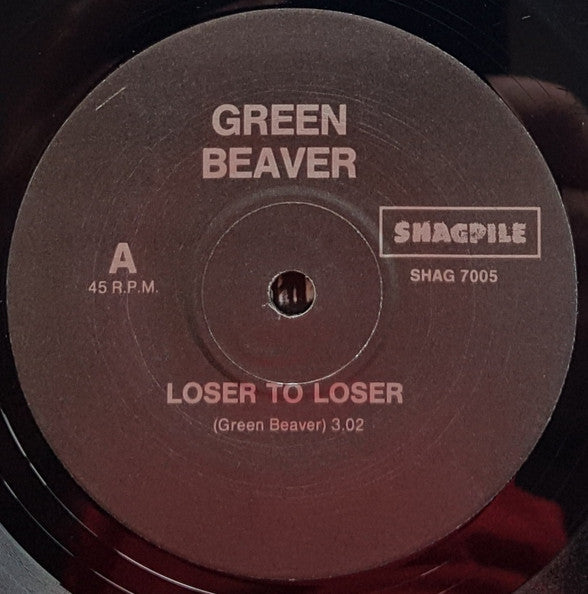 GREEN
BEAVER
SHAGPILE
A
45 R.P.M.
SHAG 7005
LOSER TO LOSER
(Green Beaver) 3.02